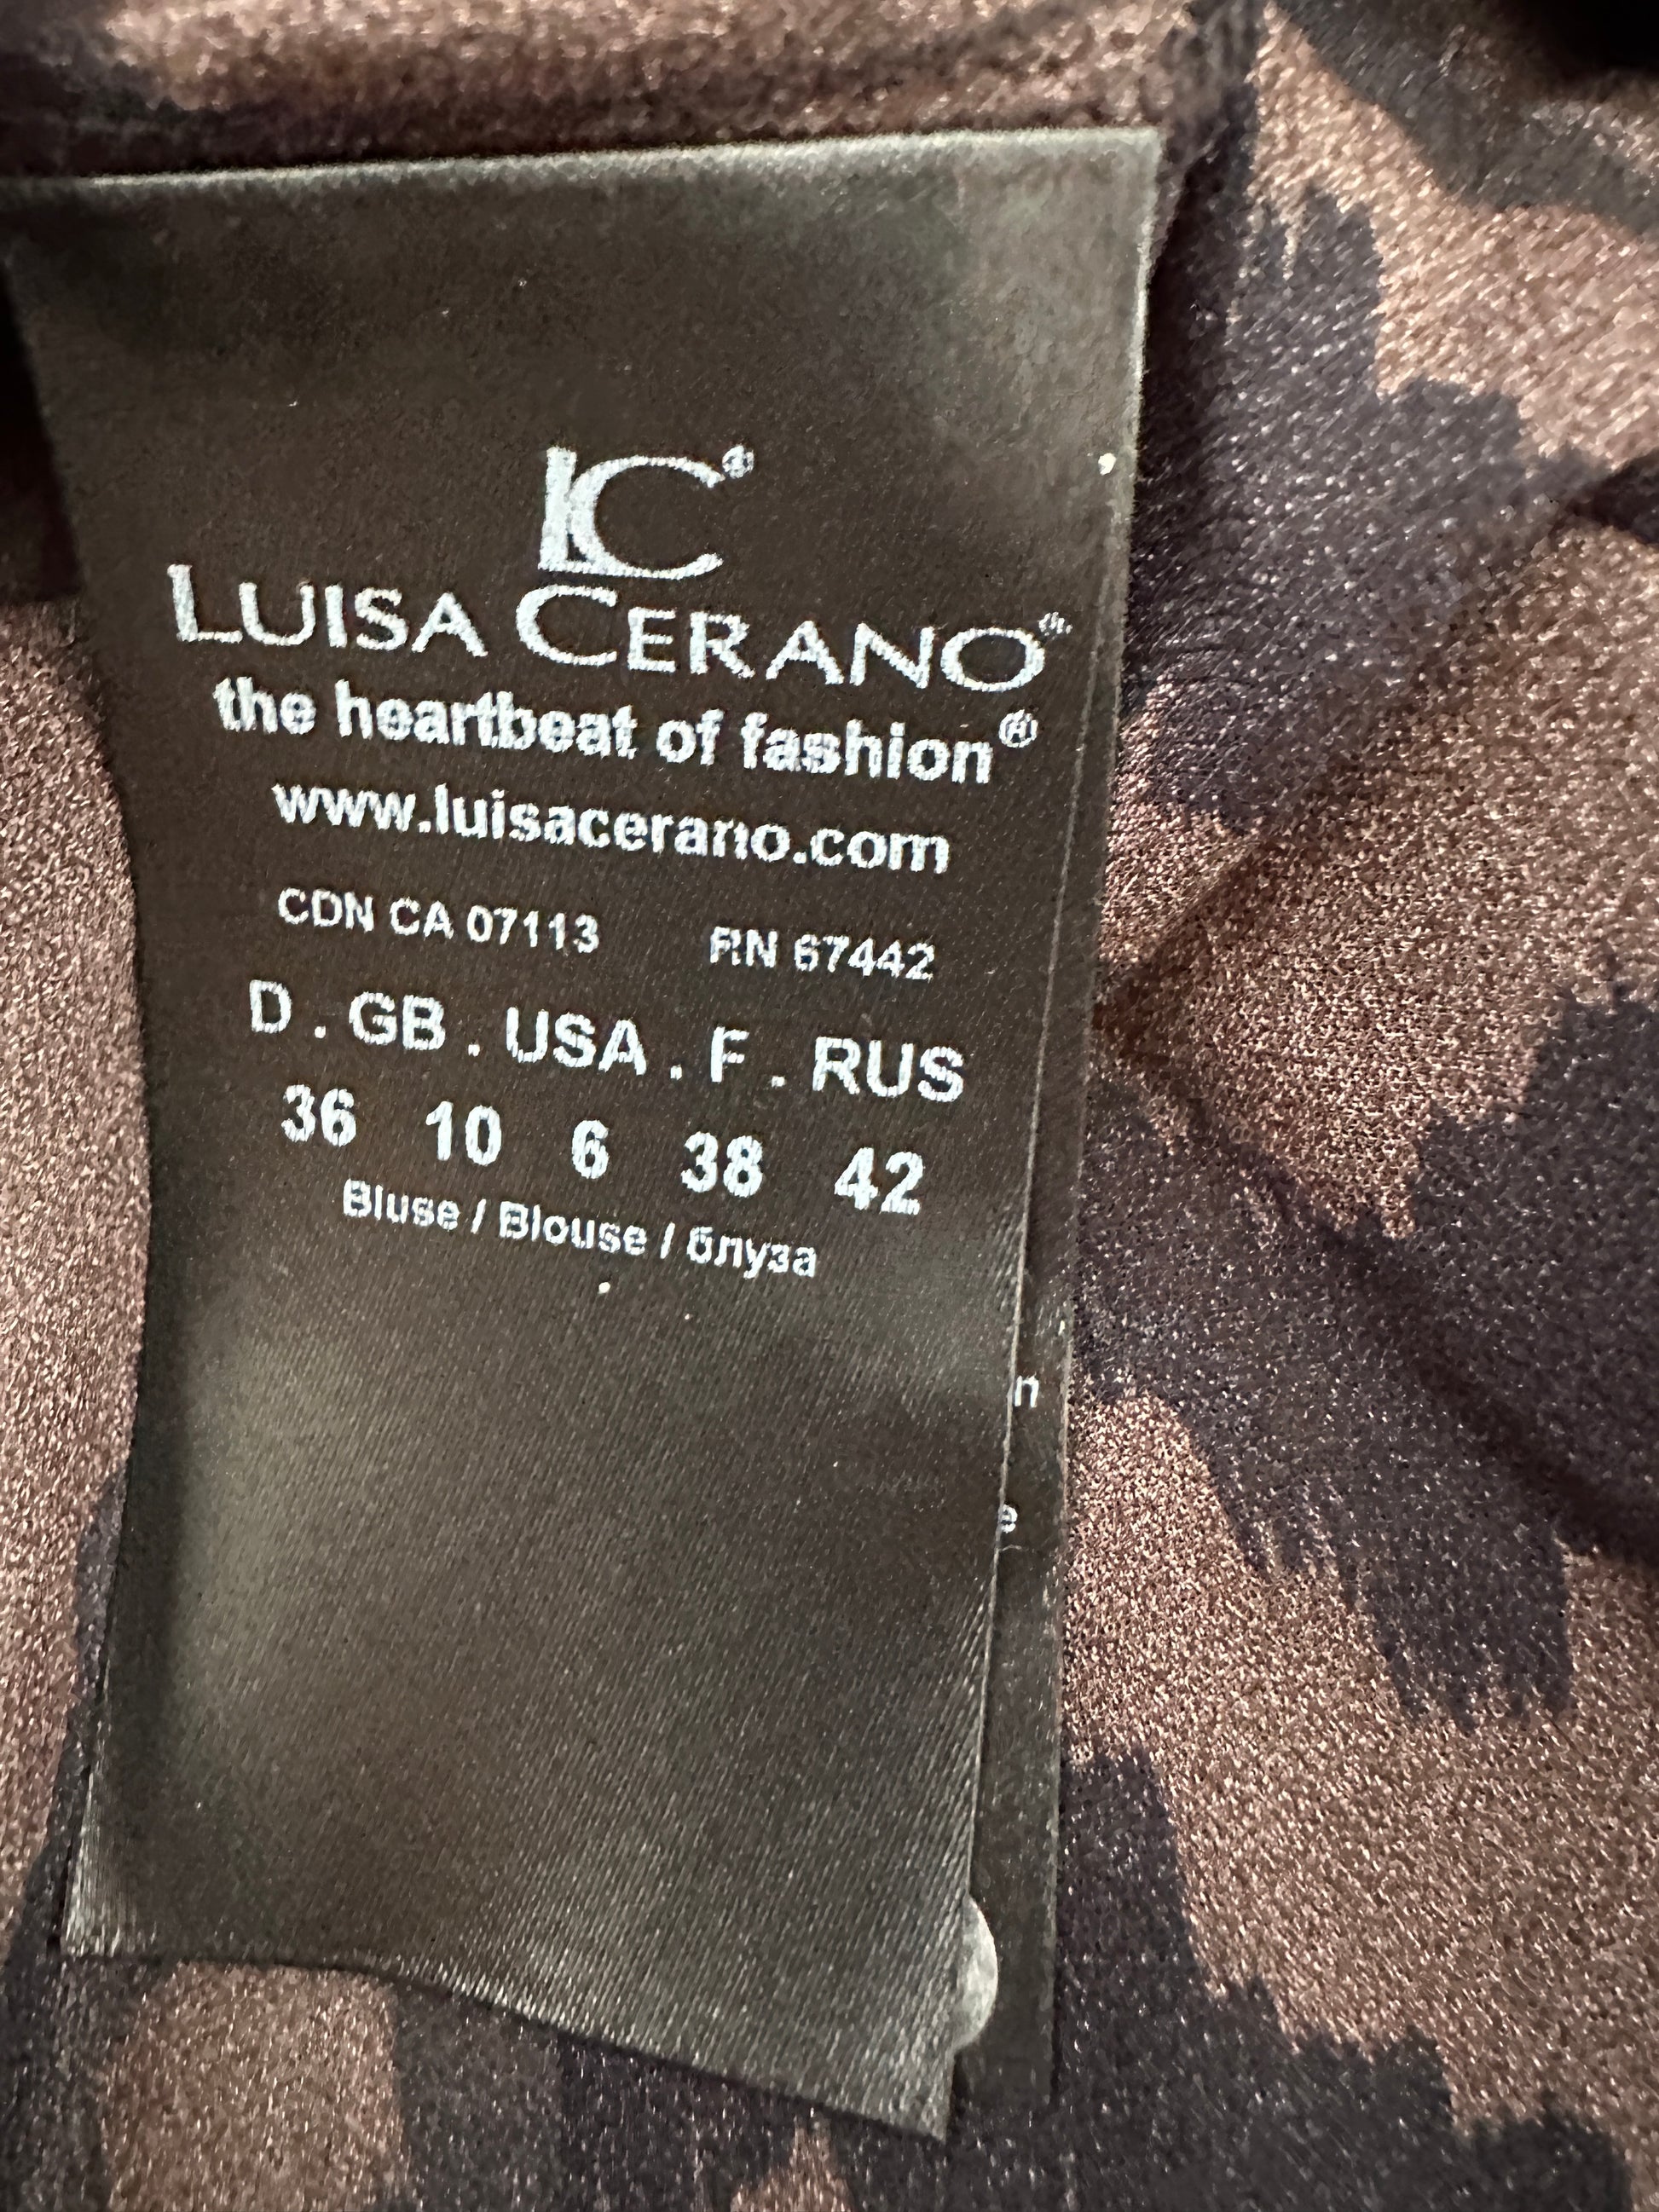 LC®
LUISA CERANO®
the heartbeat of fashion®
www.luisacerano.com
CDN CA 07113 RN 67442
D . GB . USA . F . RUS
36 10 6 38 42
Bluse / Blouse / блуза
n
e